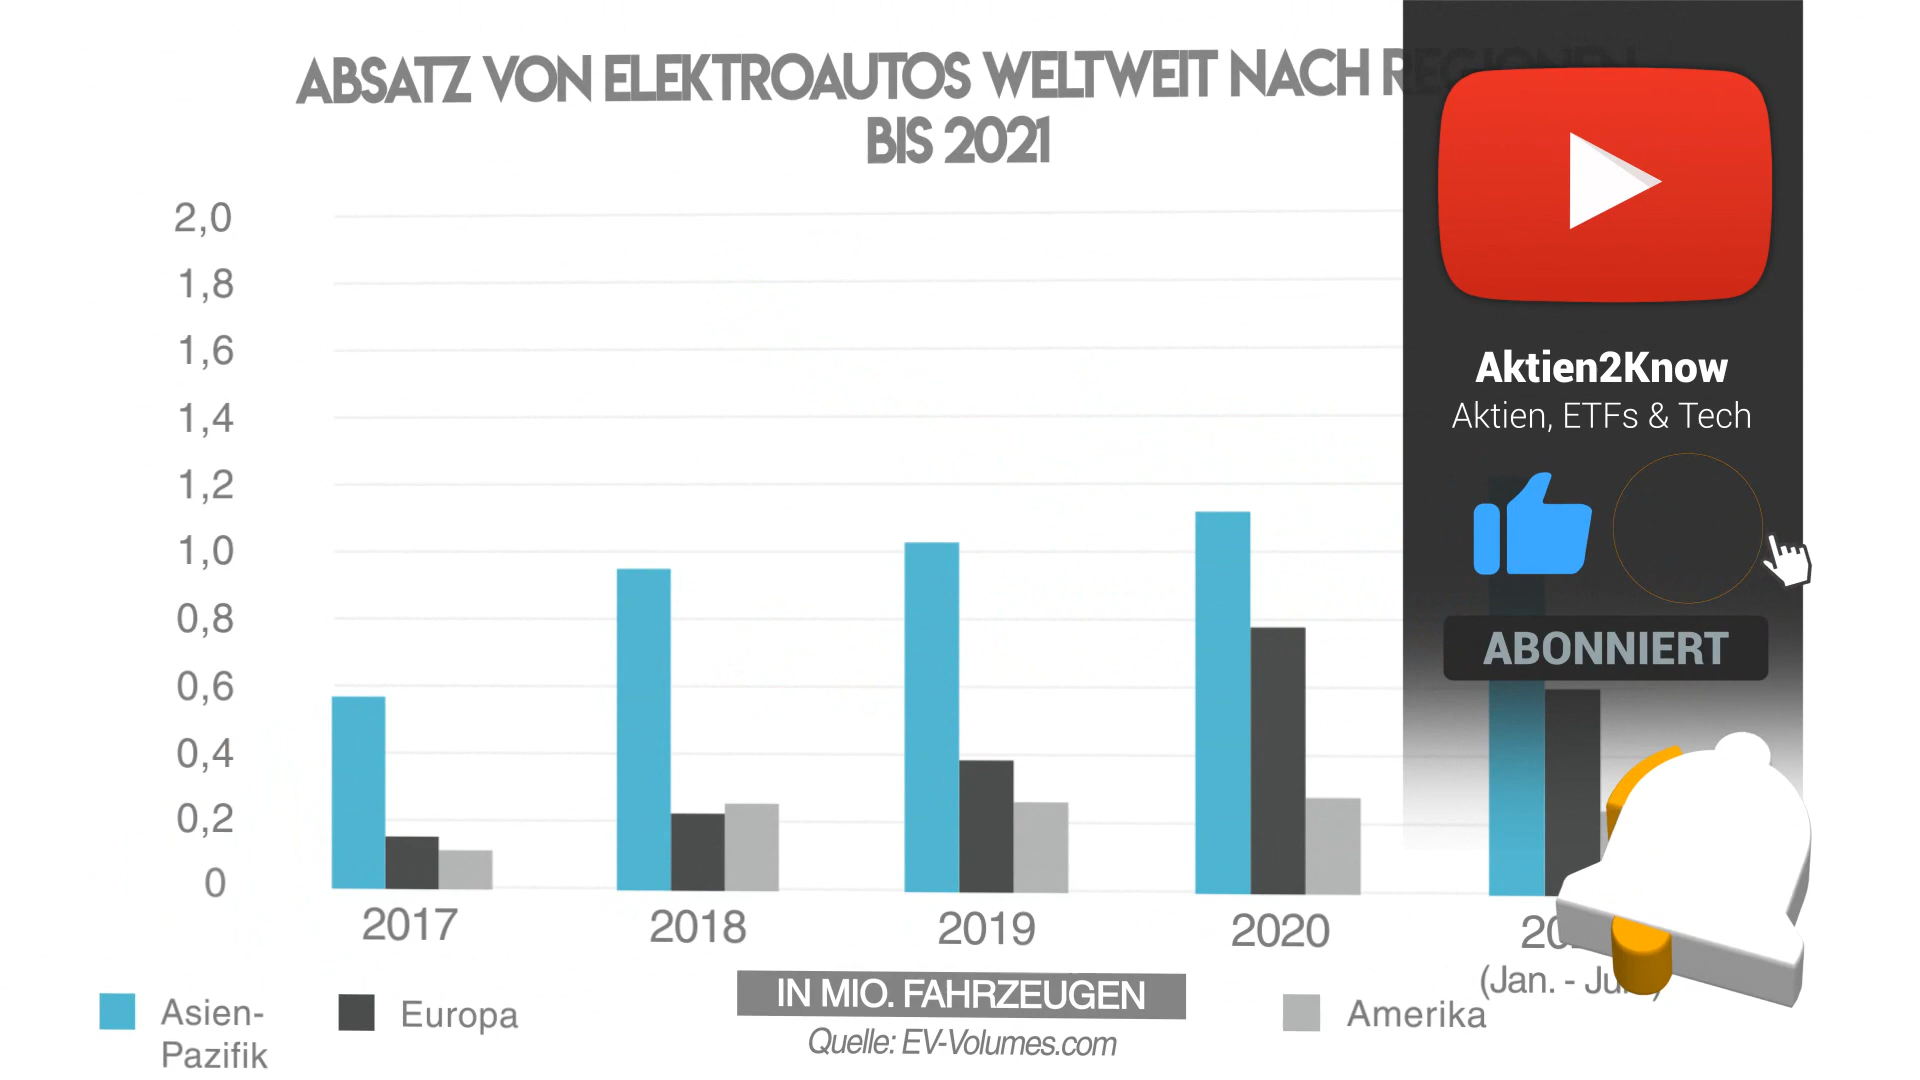 ABSATZ VON ELEKTROAUTOS WELTWEIT NACH REGIONEN
BIS 2021
2,0
1,8
1,6
1,4
1,2
1,0
0,8
0,6
0,4
0,2
0
2017
2018
2019
2020
(Jan. -
Asien-
Pazifik
Europa
IN MIO. FAHRZEUGEN
Quelle: EV-Volumes.com
Amerika
Aktien2Know
Aktien, ETFs & Tech
ABONNIERT